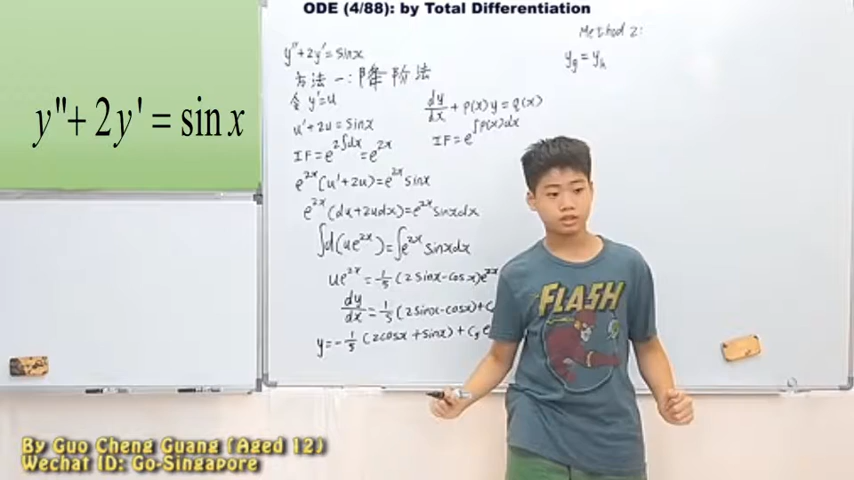 ODE (4/88): by Total Differentiation
y''+ 2y' = sin x
y''+2y'=sinx
方法一:降阶法
令 y'=u
u'+2u=sinx
IF=e^{2∫dx}=e^{2x}
e^{2x}(u'+2u)=e^{2x}sinx
e^{2x}(du+2udx)=e^{2x}sinxdx
∫d(ue^{2x})=∫e^{2x}sinxdx
ue^{2x}=1/5(2sinx-cosx)e^{2x}
dy/dx=1/5(2sinx-cosx)+C
y=-1/5(2cosx+sinx)+C
dy/dx+p(x)y=q(x)
IF=e^{∫p(x)dx}
Method 2:
y_g=y_h
FLASH
By Guo Cheng Guang (Aged 12)
Wechat ID: Go-Singapore